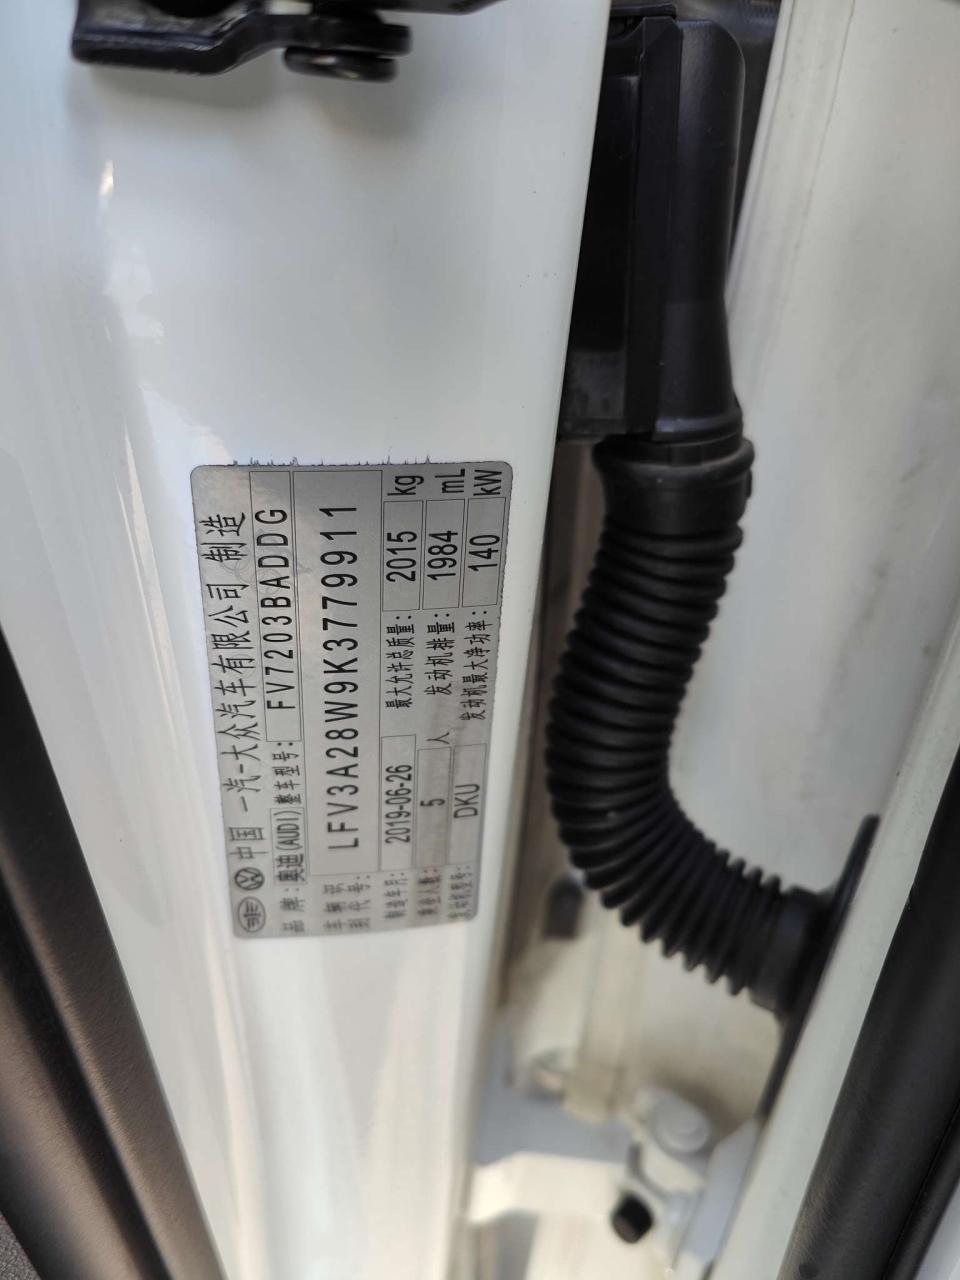 中国 一汽-大众汽车有限公司 制造
品牌: 奥迪(AUDI) 整车型号: FV7203BADDG
车辆识别代号: LFV3A28W9K3779911
制造年月: 2019-06-26 最大允许总质量: 2015 kg
乘坐人数: 5 人 发动机排量: 1984 mL
发动机型号: DKU 发动机最大净功率: 140 kW